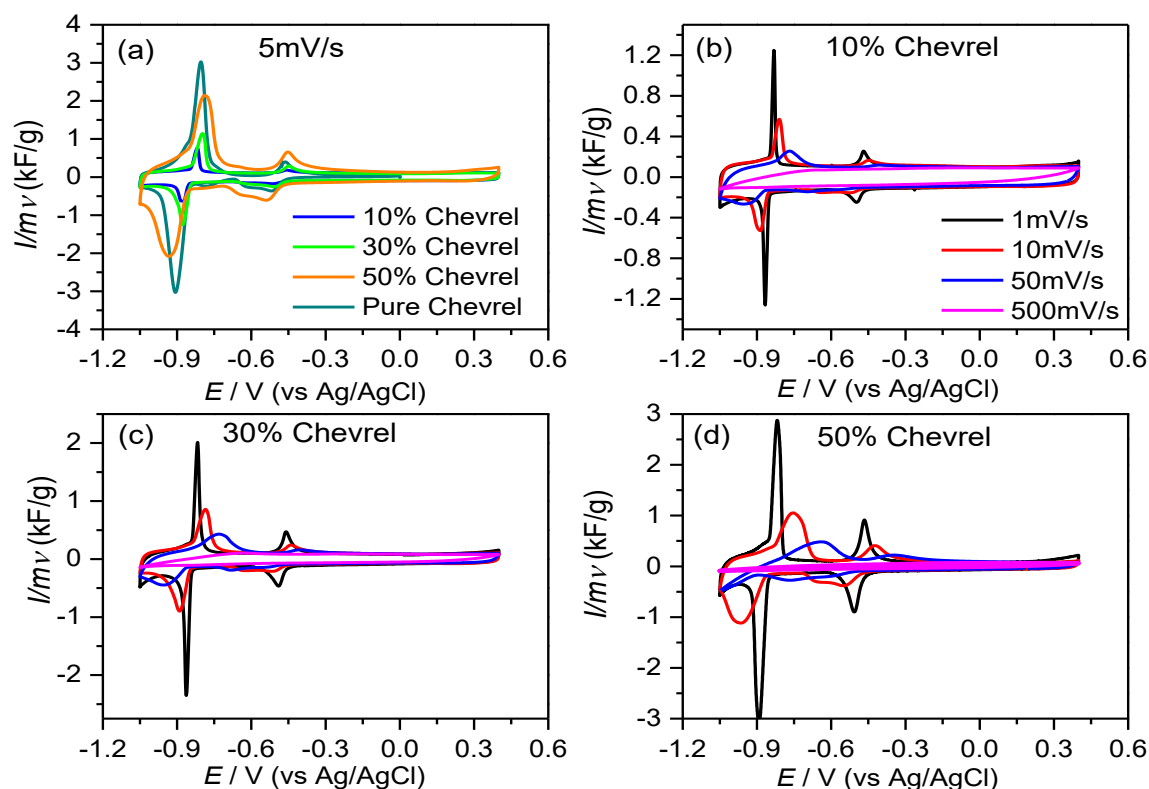 (a) 5mV/s
4
3
2
1
0
-1
-2
-3
-4
I/mν (kF/g)
10% Chevrel
30% Chevrel
50% Chevrel
Pure Chevrel
-1.2 -0.9 -0.6 -0.3 0.0 0.3 0.6
E / V (vs Ag/AgCl)
(b) 10% Chevrel
1.2
0.8
0.4
0.0
-0.4
-0.8
-1.2
I/mν (kF/g)
1mV/s
10mV/s
50mV/s
500mV/s
-1.2 -0.9 -0.6 -0.3 0.0 0.3 0.6
E / V (vs Ag/AgCl)
(c) 30% Chevrel
2
1
0
-1
-2
I/mν (kF/g)
-1.2 -0.9 -0.6 -0.3 0.0 0.3 0.6
E / V (vs Ag/AgCl)
(d) 50% Chevrel
3
2
1
0
-1
-2
-3
I/mν (kF/g)
-1.2 -0.9 -0.6 -0.3 0.0 0.3 0.6
E / V (vs Ag/AgCl)